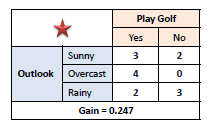 Play Golf
Yes No
Sunny 3 2
Outlook Overcast 4 0
Rainy 2 3
Gain = 0.247